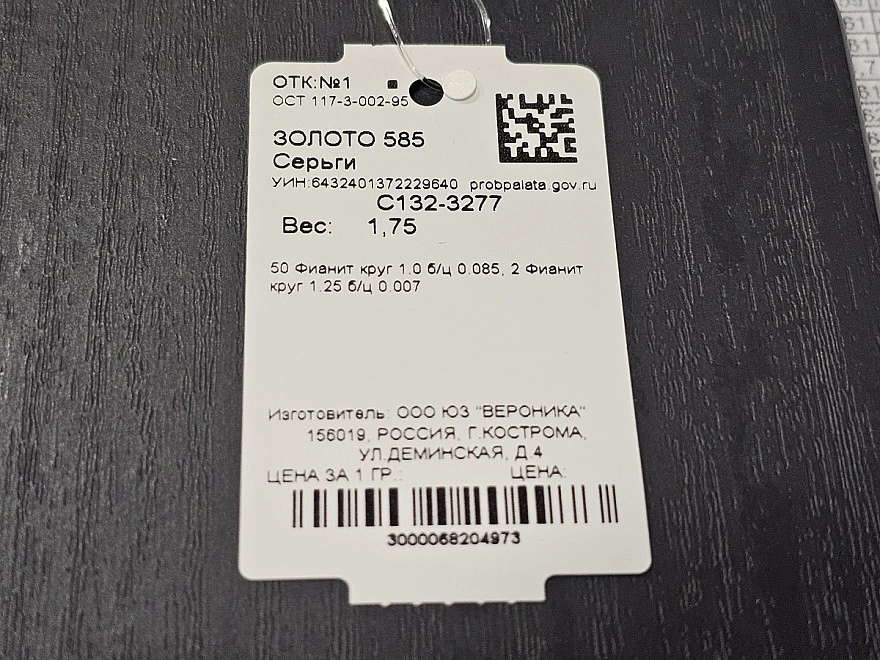 ОТК:№1
ОСТ 117-3-002-95
ЗОЛОТО 585
Серьги
УИН:6432401372229640 probpalata.gov.ru
С132-3277
Вес: 1,75
50 Фианит круг 1.0 б/ц 0.085, 2 Фианит
круг 1.25 б/ц 0.007
Изготовитель: ООО ЮЗ "ВЕРОНИКА"
156019, РОССИЯ, Г.КОСТРОМА,
УЛ.ДЕМИНСКАЯ, Д.4
ЦЕНА ЗА 1 ГР.: ЦЕНА:
3000068204973